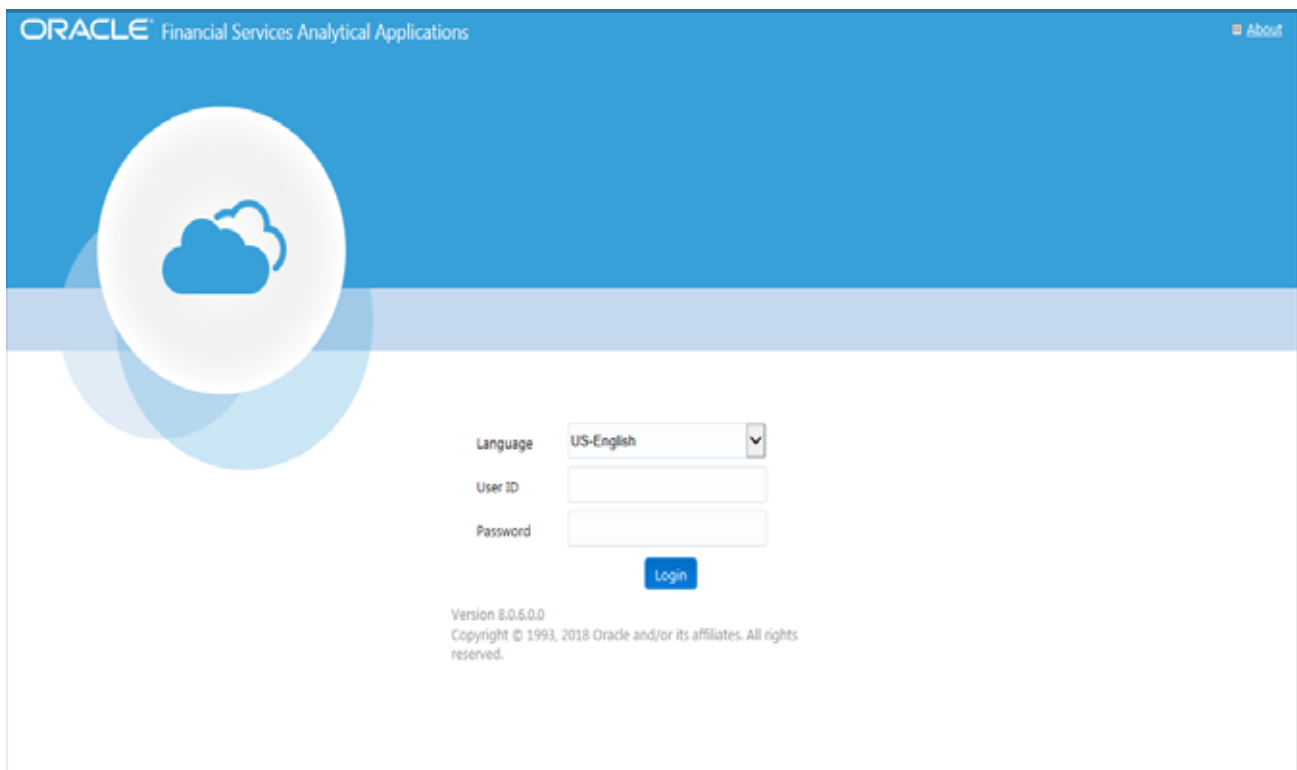 ORACLE® Financial Services Analytical Applications
About
Language US-English
User ID
Password
Login
Version 8.0.6.0.0
Copyright © 1993, 2018 Oracle and/or its affiliates. All rights
reserved.